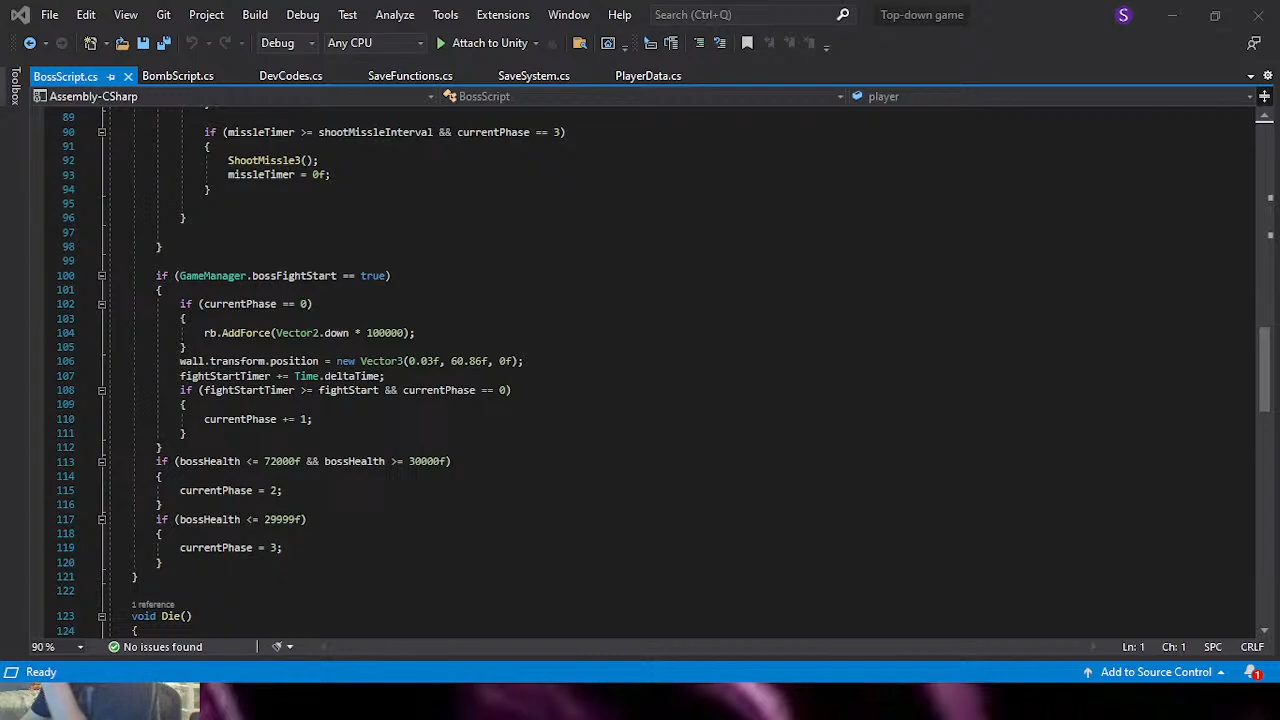 File Edit View Git Project Build Debug Test Analyze Tools Extensions Window Help Search (Ctrl+Q) Top-down game S
Debug Any CPU Attach to Unity
Toolbox
BossScript.cs BombScript.cs DevCodes.cs SaveFunctions.cs SaveSystem.cs PlayerData.cs
Assembly-CSharp BossScript player
89
90 if (missleTimer >= shootMissleInterval && currentPhase == 3)
91 {
92 ShootMissle3();
93 missleTimer = 0f;
94 }
95
96 }
97
98 }
99
100 if (GameManager.bossFightStart == true)
101 {
102 if (currentPhase == 0)
103 {
104 rb.AddForce(Vector2.down * 100000);
105 }
106 wall.transform.position = new Vector3(0.03f, 60.86f, 0f);
107 fightStartTimer += Time.deltaTime;
108 if (fightStartTimer >= fightStart && currentPhase == 0)
109 {
110 currentPhase += 1;
111 }
112 }
113 if (bossHealth <= 72000f && bossHealth >= 30000f)
114 {
115 currentPhase = 2;
116 }
117 if (bossHealth <= 29999f)
118 {
119 currentPhase = 3;
120 }
121 }
122
1 reference
123 void Die()
124 {
90 % No issues found Ln: 1 Ch: 1 SPC CRLF
Ready Add to Source Control 1